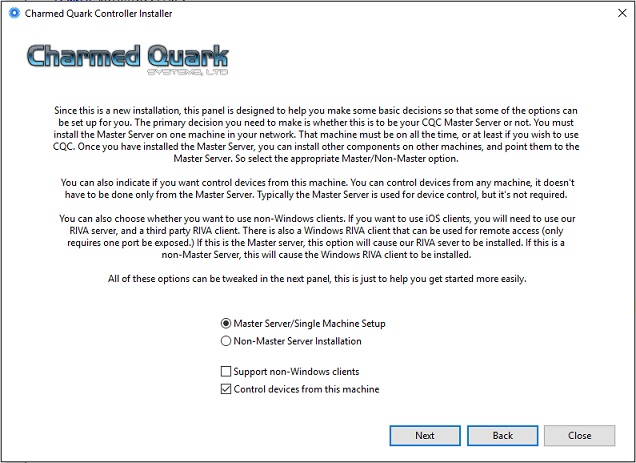 Charmed Quark Controller Installer
Charmed Quark
SYSTEMS, LTD
Since this is a new installation, this panel is designed to help you make some basic decisions so that some of the options can
be set up for you. The primary decision you need to make is whether this is to be your CQC Master Server or not. You must
install the Master Server on one machine in your network. That machine must be on all the time, or at least if you wish to use
CQC. Once you have installed the Master Server, you can install other components on other machines, and point them to the
Master Server. So select the appropriate Master/Non-Master option.
You can also indicate if you want control devices from this machine. You can control devices from any machine, it doesn't
have to be done only from the Master Server. Typically the Master Server is used for device control, but it's not required.
You can also choose whether you want to use non-Windows clients. If you want to use iOS clients, you will need to use our
RIVA server, and a third party RIVA client. There is also a Windows RIVA client that can be used for remote access (only
requires one port be exposed.) If this is the Master server, this option will cause our RIVA sever to be installed. If this is a
non-Master Server, this will cause the Windows RIVA client to be installed.
All of these options can be tweaked in the next panel, this is just to help you get started more easily.
Master Server/Single Machine Setup
Non-Master Server Installation
Support non-Windows clients
Control devices from this machine
Next Back Close